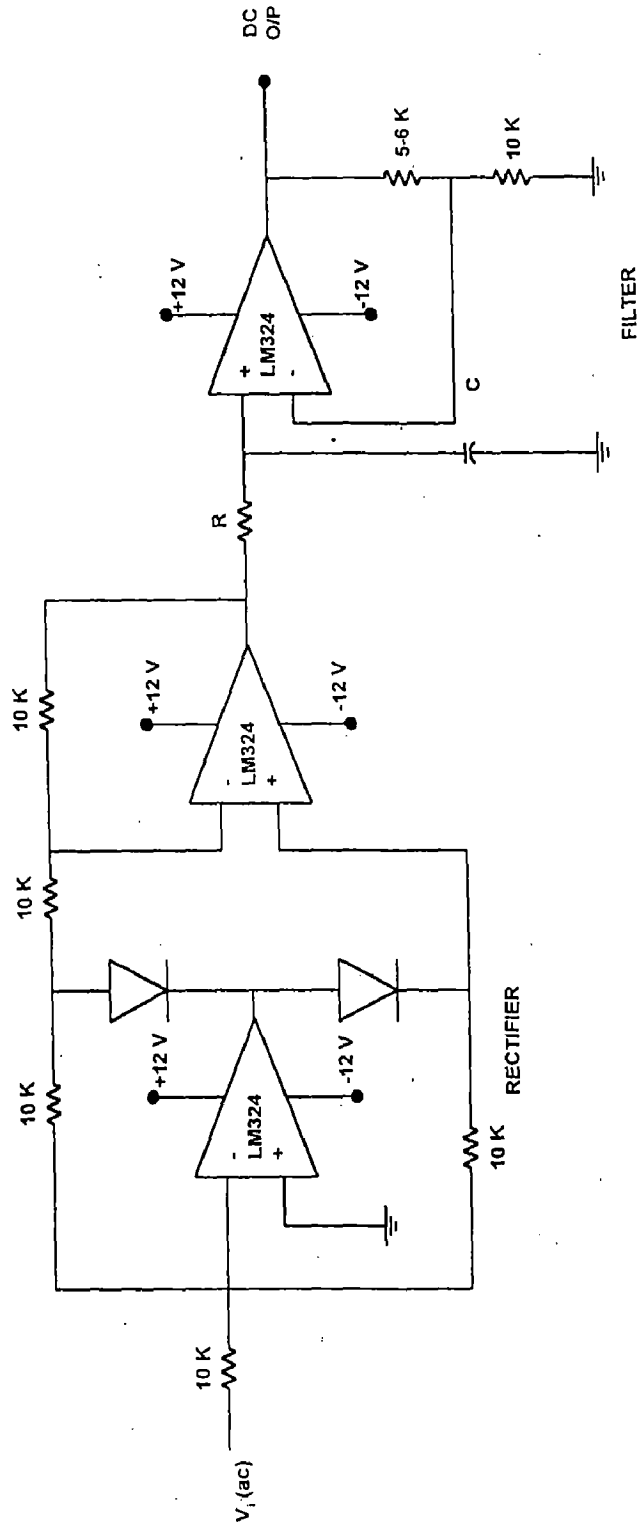 V₁ (ac)
10 K
10 K
10 K
10 K
10 K
+12 V
-12 V
-
+
LM324
RECTIFIER
+12 V
-12 V
-
+
LM324
R
C
+12 V
-12 V
+
-
LM324
5-6 K
10 K
DC
O/P
FILTER